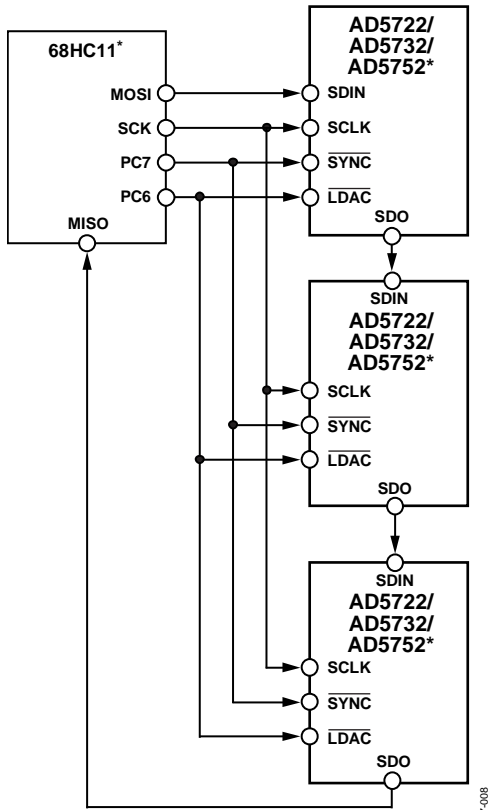 68HC11*
MOSI
SCK
PC7
PC6
MISO
AD5722/
AD5732/
AD5752*
SDIN
SCLK
SYNC
LDAC
SDO
SDIN
AD5722/
AD5732/
AD5752*
SCLK
SYNC
LDAC
SDO
SDIN
AD5722/
AD5732/
AD5752*
SCLK
SYNC
LDAC
SDO